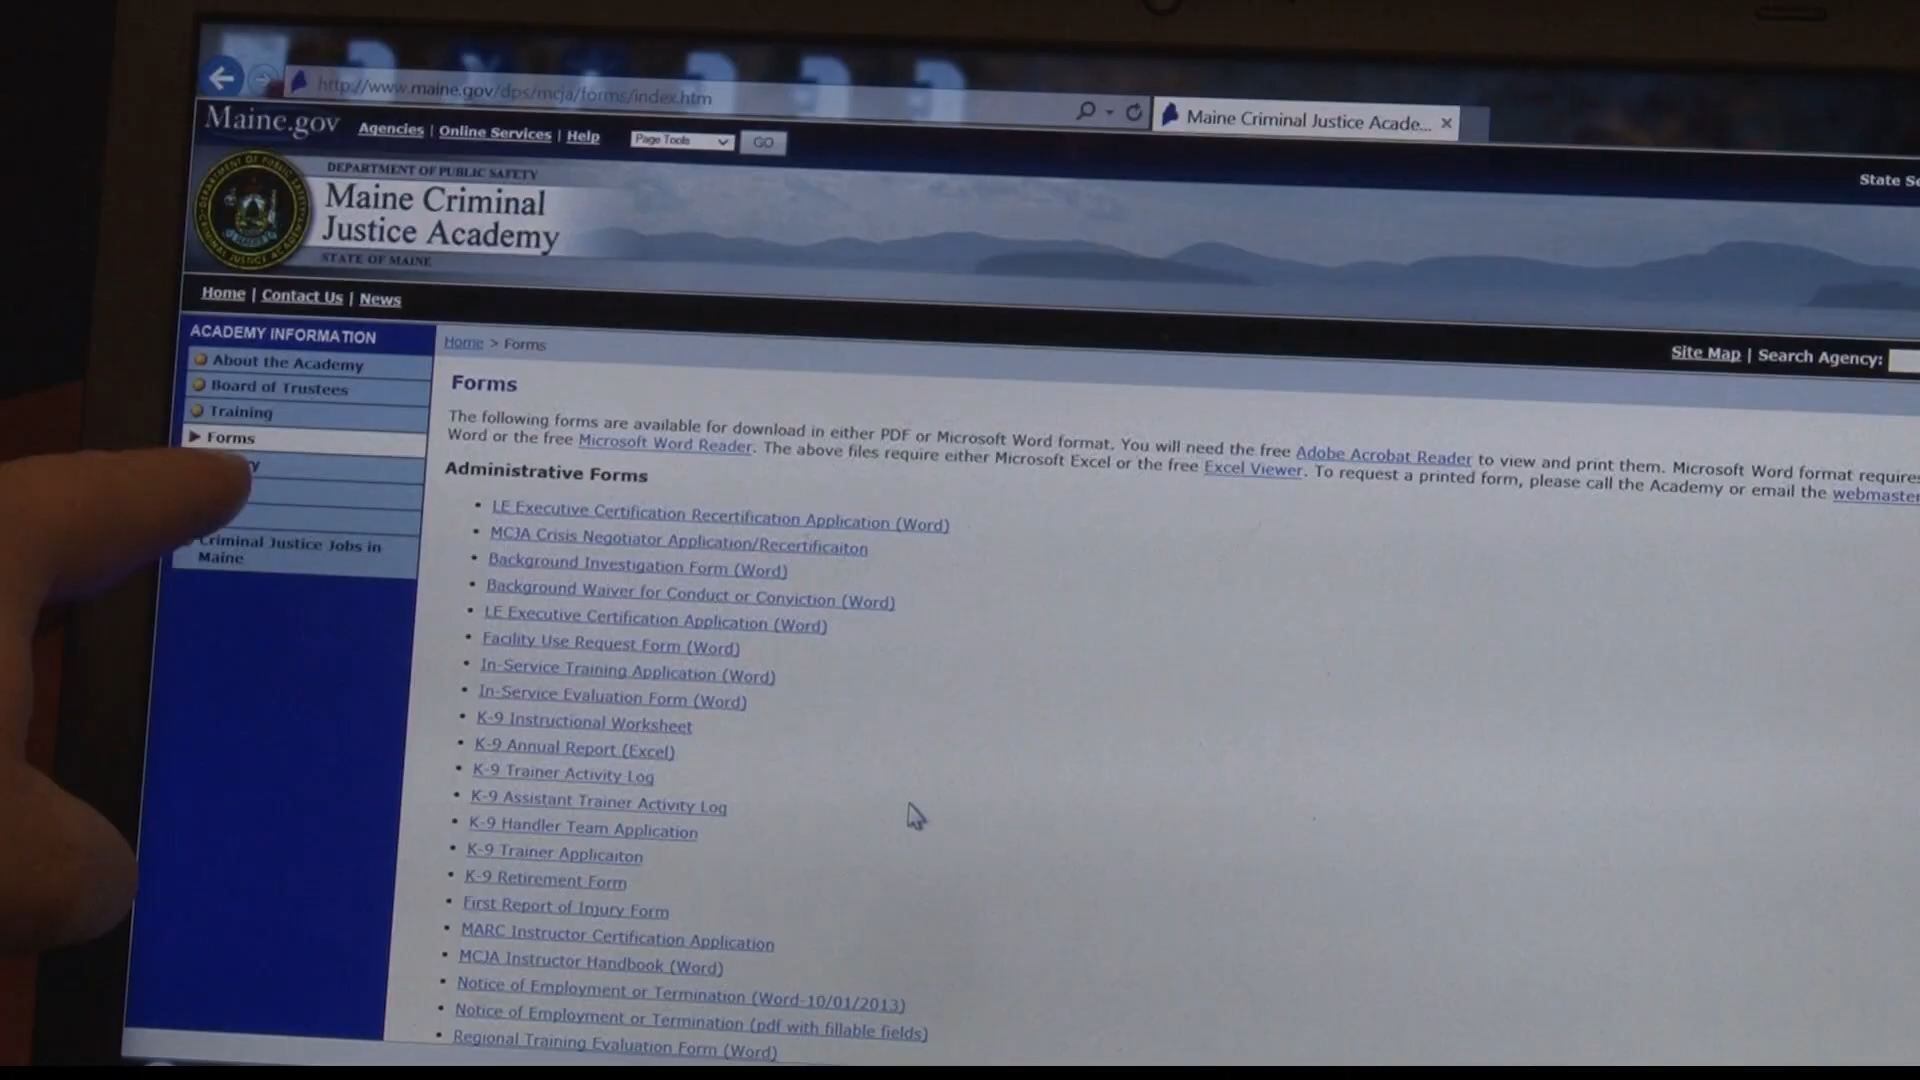 http://www.maine.gov/dps/mcja/forms/index.htm
Maine Criminal Justice Acade...
Maine.gov Agencies | Online Services | Help Page Tools GO
State
DEPARTMENT OF PUBLIC SAFETY
Maine Criminal
Justice Academy
STATE OF MAINE
Home | Contact Us | News
Site Map | Search Agency:
ACADEMY INFORMATION
About the Academy
Board of Trustees
Training
Forms
Criminal Justice Jobs in
Maine
Home > Forms
Forms
The following forms are available for download in either PDF or Microsoft Word format. You will need the free Adobe Acrobat Reader to view and print them. Microsoft Word format requires
Word or the free Microsoft Word Reader. The above files require either Microsoft Excel or the free Excel Viewer. To request a printed form, please call the Academy or email the webmaster
Administrative Forms
LE Executive Certification Recertification Application (Word)
MCJA Crisis Negotiator Application/Recertificaiton
Background Investigation Form (Word)
Background Waiver for Conduct or Conviction (Word)
LE Executive Certification Application (Word)
Facility Use Request Form (Word)
In-Service Training Application (Word)
In-Service Evaluation Form (Word)
K-9 Instructional Worksheet
K-9 Annual Report (Excel)
K-9 Trainer Activity Log
K-9 Assistant Trainer Activity Log
K-9 Handler Team Application
K-9 Trainer Applicaiton
K-9 Retirement Form
First Report of Injury Form
MARC Instructor Certification Application
MCJA Instructor Handbook (Word)
Notice of Employment or Termination (Word-10/01/2013)
Notice of Employment or Termination (pdf with fillable fields)
Regional Training Evaluation Form (Word)